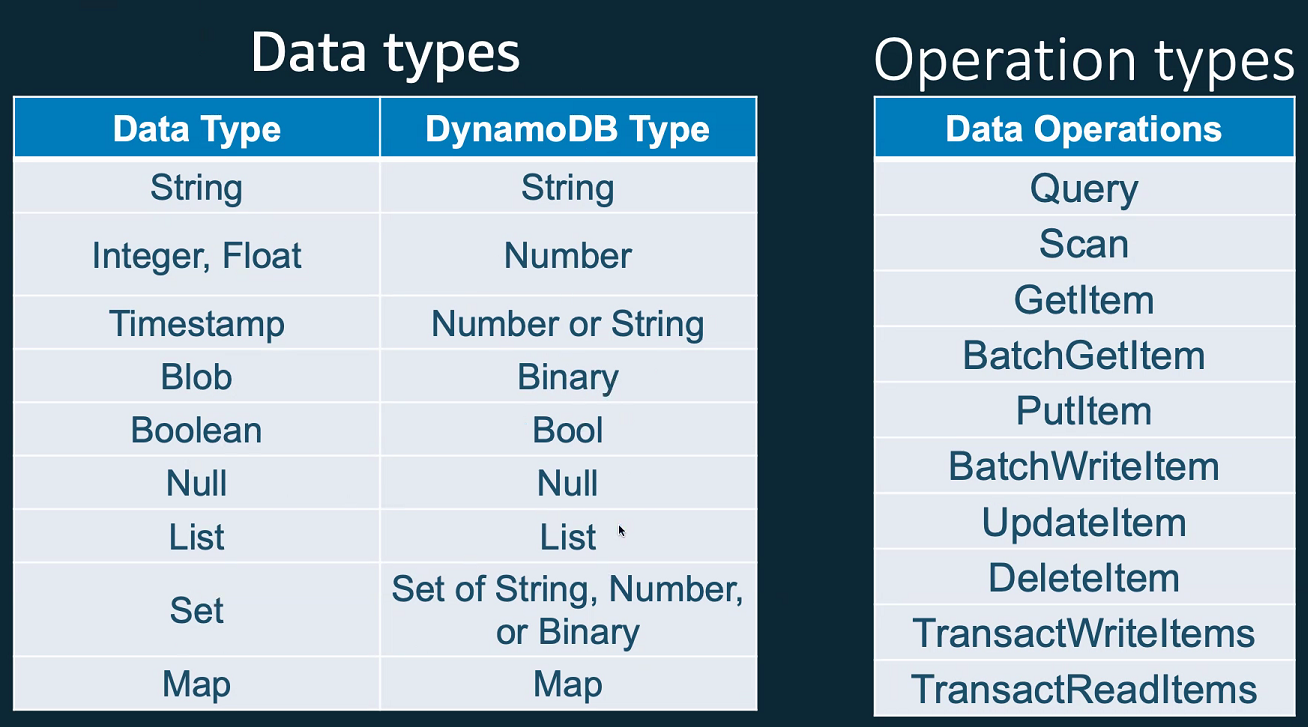 Data types
Data Type DynamoDB Type
String String
Integer, Float Number
Timestamp Number or String
Blob Binary
Boolean Bool
Null Null
List List
Set Set of String, Number,
or Binary
Map Map
Operation types
Data Operations
Query
Scan
GetItem
BatchGetItem
PutItem
BatchWriteItem
UpdateItem
DeleteItem
TransactWriteItems
TransactReadItems